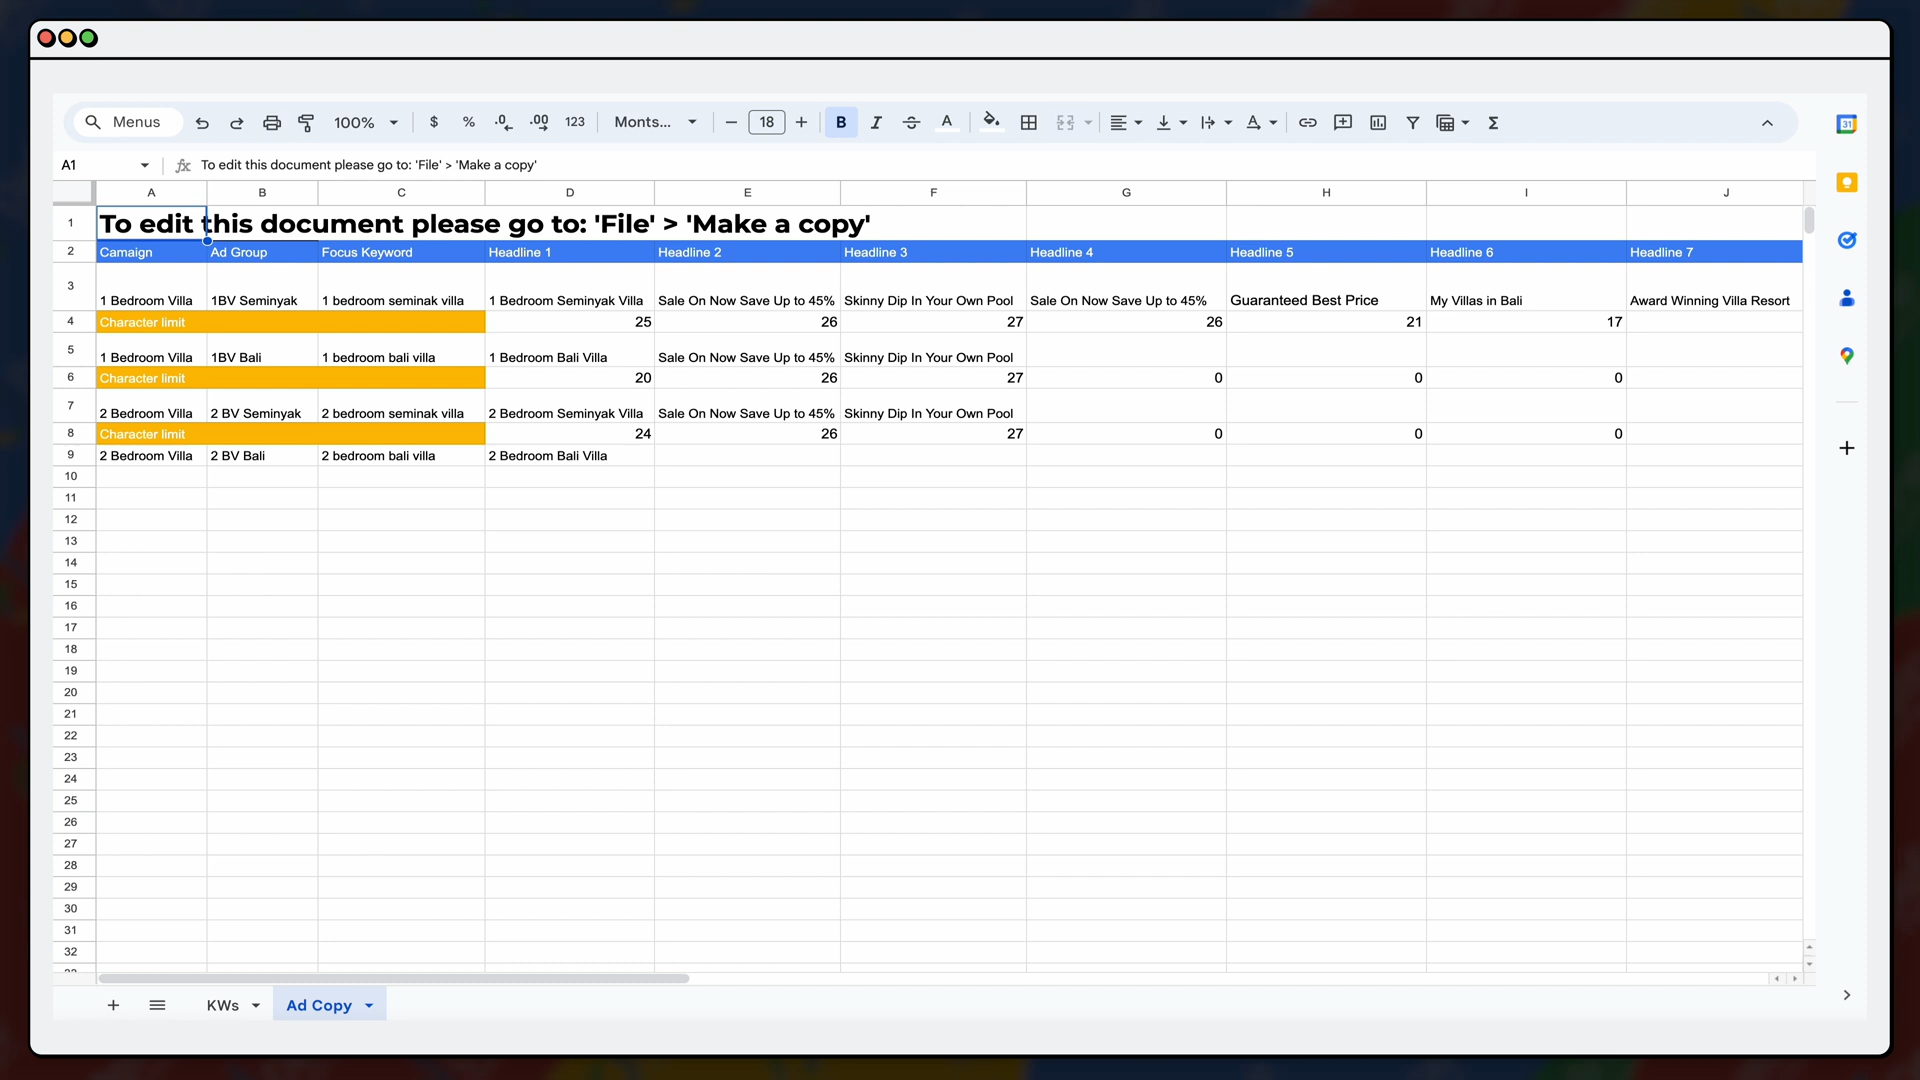 Menus 100% $ % .0 .00 123 Monts... 18 B I A Σ
A1 fx To edit this document please go to: 'File' > 'Make a copy'
31
A B C D E F G H I J
1 To edit this document please go to: 'File' > 'Make a copy'
2 Camaign Ad Group Focus Keyword Headline 1 Headline 2 Headline 3 Headline 4 Headline 5 Headline 6 Headline 7
3 1 Bedroom Villa 1BV Seminyak 1 bedroom seminak villa 1 Bedroom Seminyak Villa Sale On Now Save Up to 45% Skinny Dip In Your Own Pool Sale On Now Save Up to 45% Guaranteed Best Price My Villas in Bali Award Winning Villa Resort
4 Character limit 25 26 27 26 21 17
5 1 Bedroom Villa 1BV Bali 1 bedroom bali villa 1 Bedroom Bali Villa Sale On Now Save Up to 45% Skinny Dip In Your Own Pool
6 Character limit 20 26 27 0 0 0
7 2 Bedroom Villa 2 BV Seminyak 2 bedroom seminak villa 2 Bedroom Seminyak Villa Sale On Now Save Up to 45% Skinny Dip In Your Own Pool
8 Character limit 24 26 27 0 0 0
9 2 Bedroom Villa 2 BV Bali 2 bedroom bali villa 2 Bedroom Bali Villa
10
11
12
13
14
15
16
17
18
19
20
21
22
23
24
25
26
27
28
29
30
31
32
KWs Ad Copy